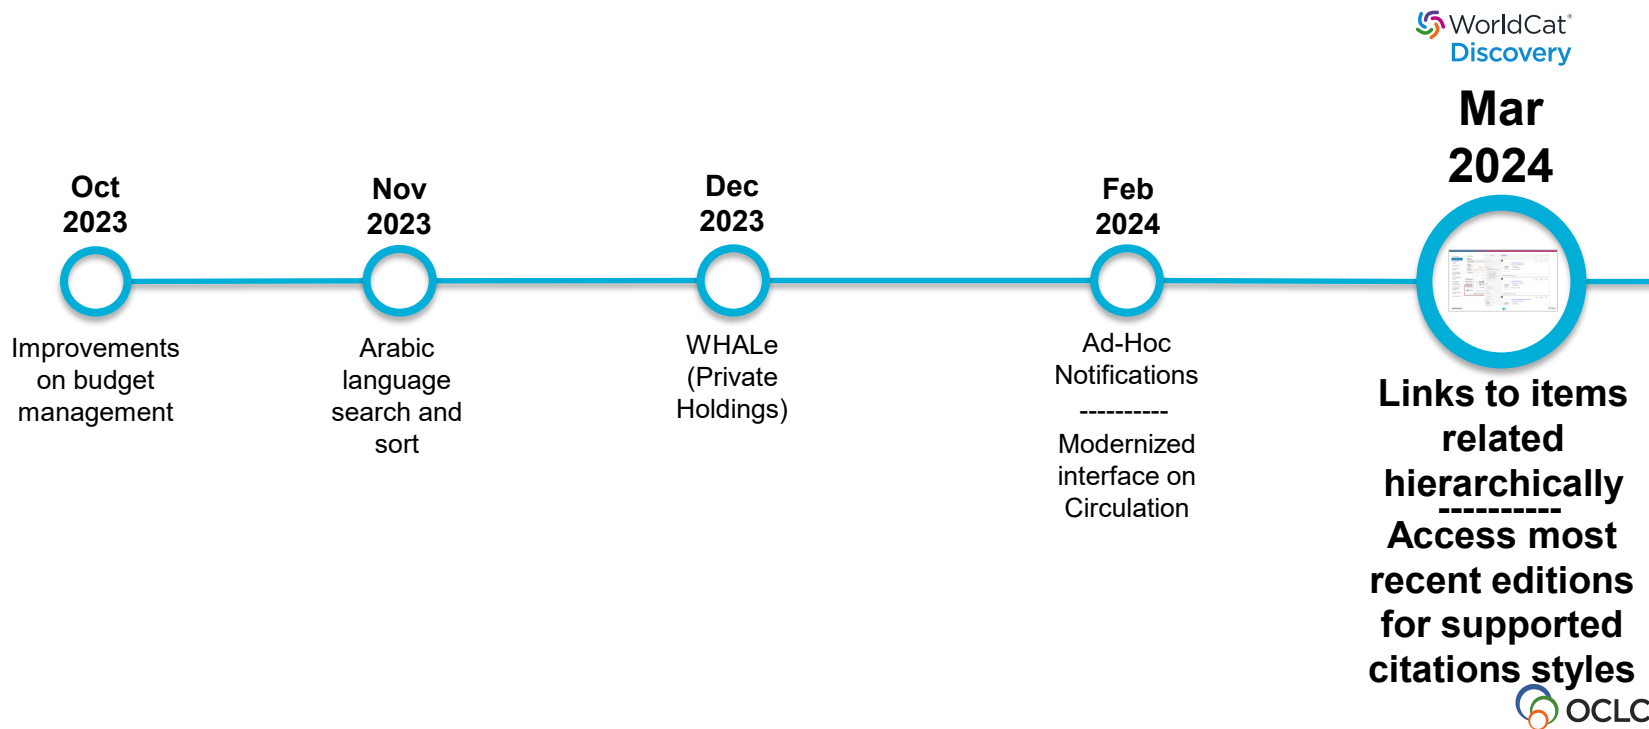 WorldCat®
Discovery
Mar
2024
Oct
2023
Nov
2023
Dec
2023
Feb
2024
Improvements
on budget
management
Arabic
language
search and
sort
WHALe
(Private
Holdings)
Ad-Hoc
Notifications
----------
Modernized
interface on
Circulation
Links to items
related
hierarchically
----------
Access most
recent editions
for supported
citations styles
OCLC